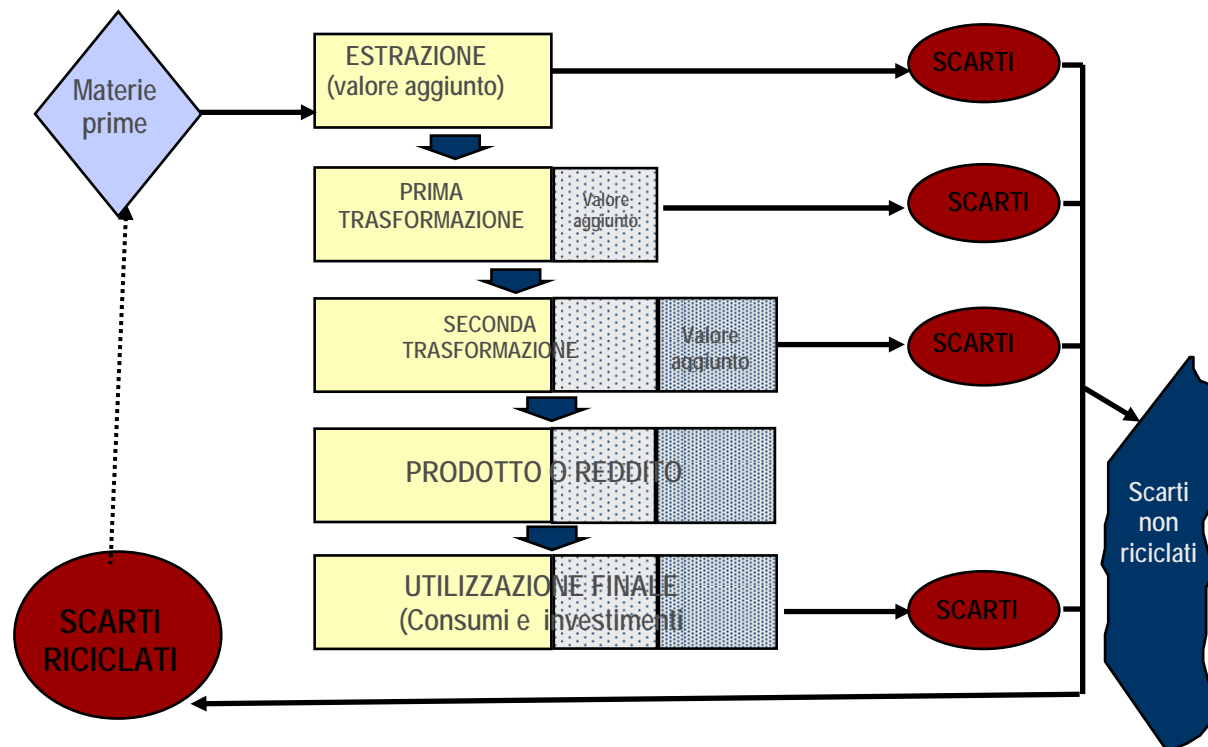 Materie
prime
ESTRAZIONE
(valore aggiunto)
SCARTI
PRIMA
TRASFORMAZIONE
Valore
aggiunto
SCARTI
SECONDA
TRASFORMAZIONE
Valore
aggiunto
SCARTI
PRODOTTO O REDDITO
UTILIZZAZIONE FINALE
(Consumi e investimenti
SCARTI
Scarti
non
riciclati
SCARTI
RICICLATI